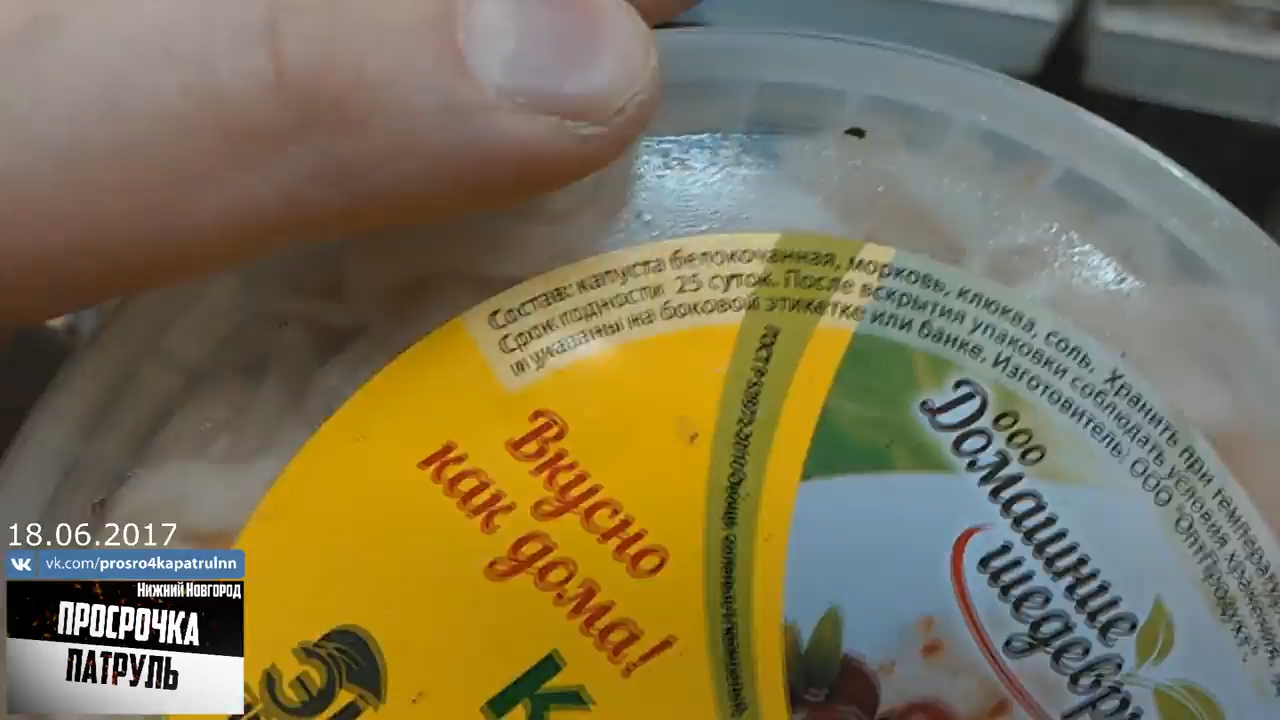 Состав: капуста белокочанная, морковь, клюква, соль. Хранить при температу
Срок годности 25 суток. После вскрытия упаковки соблюдать условия хранения,
указаны на боковой этикетке или банке. Изготовитель: ООО "ОптПродукт",
Вкусно
как дома!
К
ООО
Домашние
шедевры
18.06.2017
vk.com/prosro4kapatrulnn
НИЖНИЙ НОВГОРОД
ПРОСРОЧКА
ПАТРУЛЬ